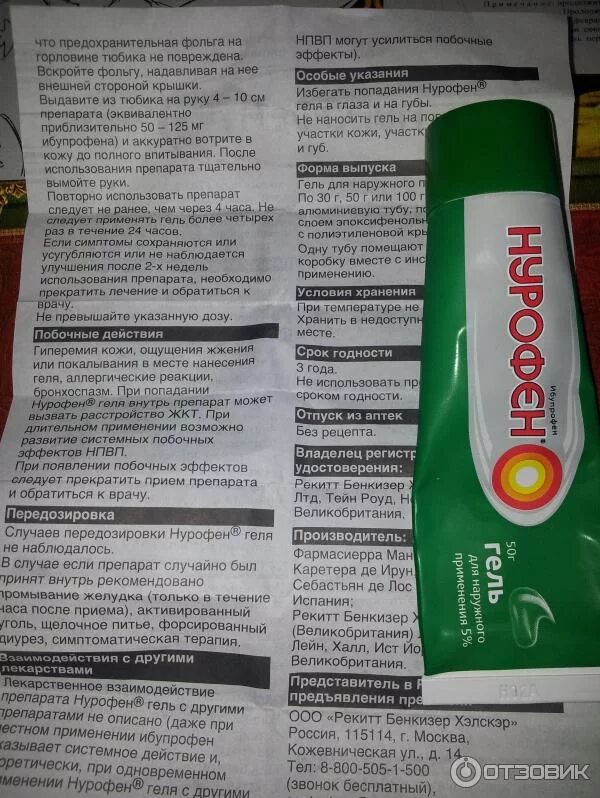 что предохранительная фольга на
горловине тюбика не повреждена.
Вскройте фольгу, надавливая на нее
внешней стороной крышки.
Выдавите из тюбика на руку 4 – 10 см
препарата (эквивалентно
приблизительно 50 – 125 мг
ибупрофена) и аккуратно вотрите в
кожу до полного впитывания. После
использования препарата тщательно
вымойте руки.
Повторно использовать препарат
следует не ранее, чем через 4 часа. Не
следует применять гель более четырех
раз в течение 24 часов.
Если симптомы сохраняются или
усугубляются или не наблюдается
улучшения после 2-х недель
использования препарата, необходимо
прекратить лечение и обратиться к
врачу.
Не превышайте указанную дозу.
Побочные действия
Гиперемия кожи, ощущения жжения
или покалывания в месте нанесения
геля, аллергические реакции,
бронхоспазм. При попадании
Нурофен® геля внутрь препарат может
вызвать расстройство ЖКТ. При
длительном применении возможно
развитие системных побочных
эффектов НПВП.
При появлении побочных эффектов
следует прекратить прием препарата
и обратиться к врачу.
Передозировка
Случаев передозировки Нурофен® геля
не наблюдалось.
В случае если препарат случайно был
принят внутрь рекомендовано
промывание желудка (только в течение
часа после приема), активированный
уголь, щелочное питье, форсированный
диурез, симптоматическая терапия.
Взаимодействия с другими
лекарствами
Лекарственное взаимодействие
препарата Нурофен® гель с другими
препаратами не описано (даже при
местном применении ибупрофен
оказывает системное действие и,
теоретически, при одновременном
применении Нурофен® геля с другими
НПВП могут усилиться побочные
эффекты).
Особые указания
Избегать попадания Нурофен®
геля в глаза и на губы.
Не наносить гель на
участки кожи,
и губ.
Форма выпуска
Гель для наружного
По 30 г, 50 г или 100 г
алюминиевую тубу,
слоем
с полиэтиленовой
Одну тубу помещают
коробку вместе с
применению.
Условия хранения
При температуре не
Хранить в недоступном
месте.
Срок годности
3 года.
Не использовать
сроком годности.
Отпуск из аптек
Без рецепта.
Владелец
удостоверения:
Рекитт Бенкизер
Лтд, Тейн Роуд,
Великобритания.
Производитель:
Фармасиерра
Каретера де Ирун
Себастьян де Лос
Испания;
Рекитт Бенкизер
(Великобритания)
Лейн, Халл, Ист
Великобритания.
Представитель в
предъявления
ООО «Рекитт Бенкизер Хэлскэр»
Россия, 115114, г. Москва,
Кожевническая ул., д. 14
Тел: 8-800-505-1-500
(звонок бесплатный),
НУРОФЕН®
Ибупрофен
50г
гель
для наружного
применения 5%
ОТЗОВИК